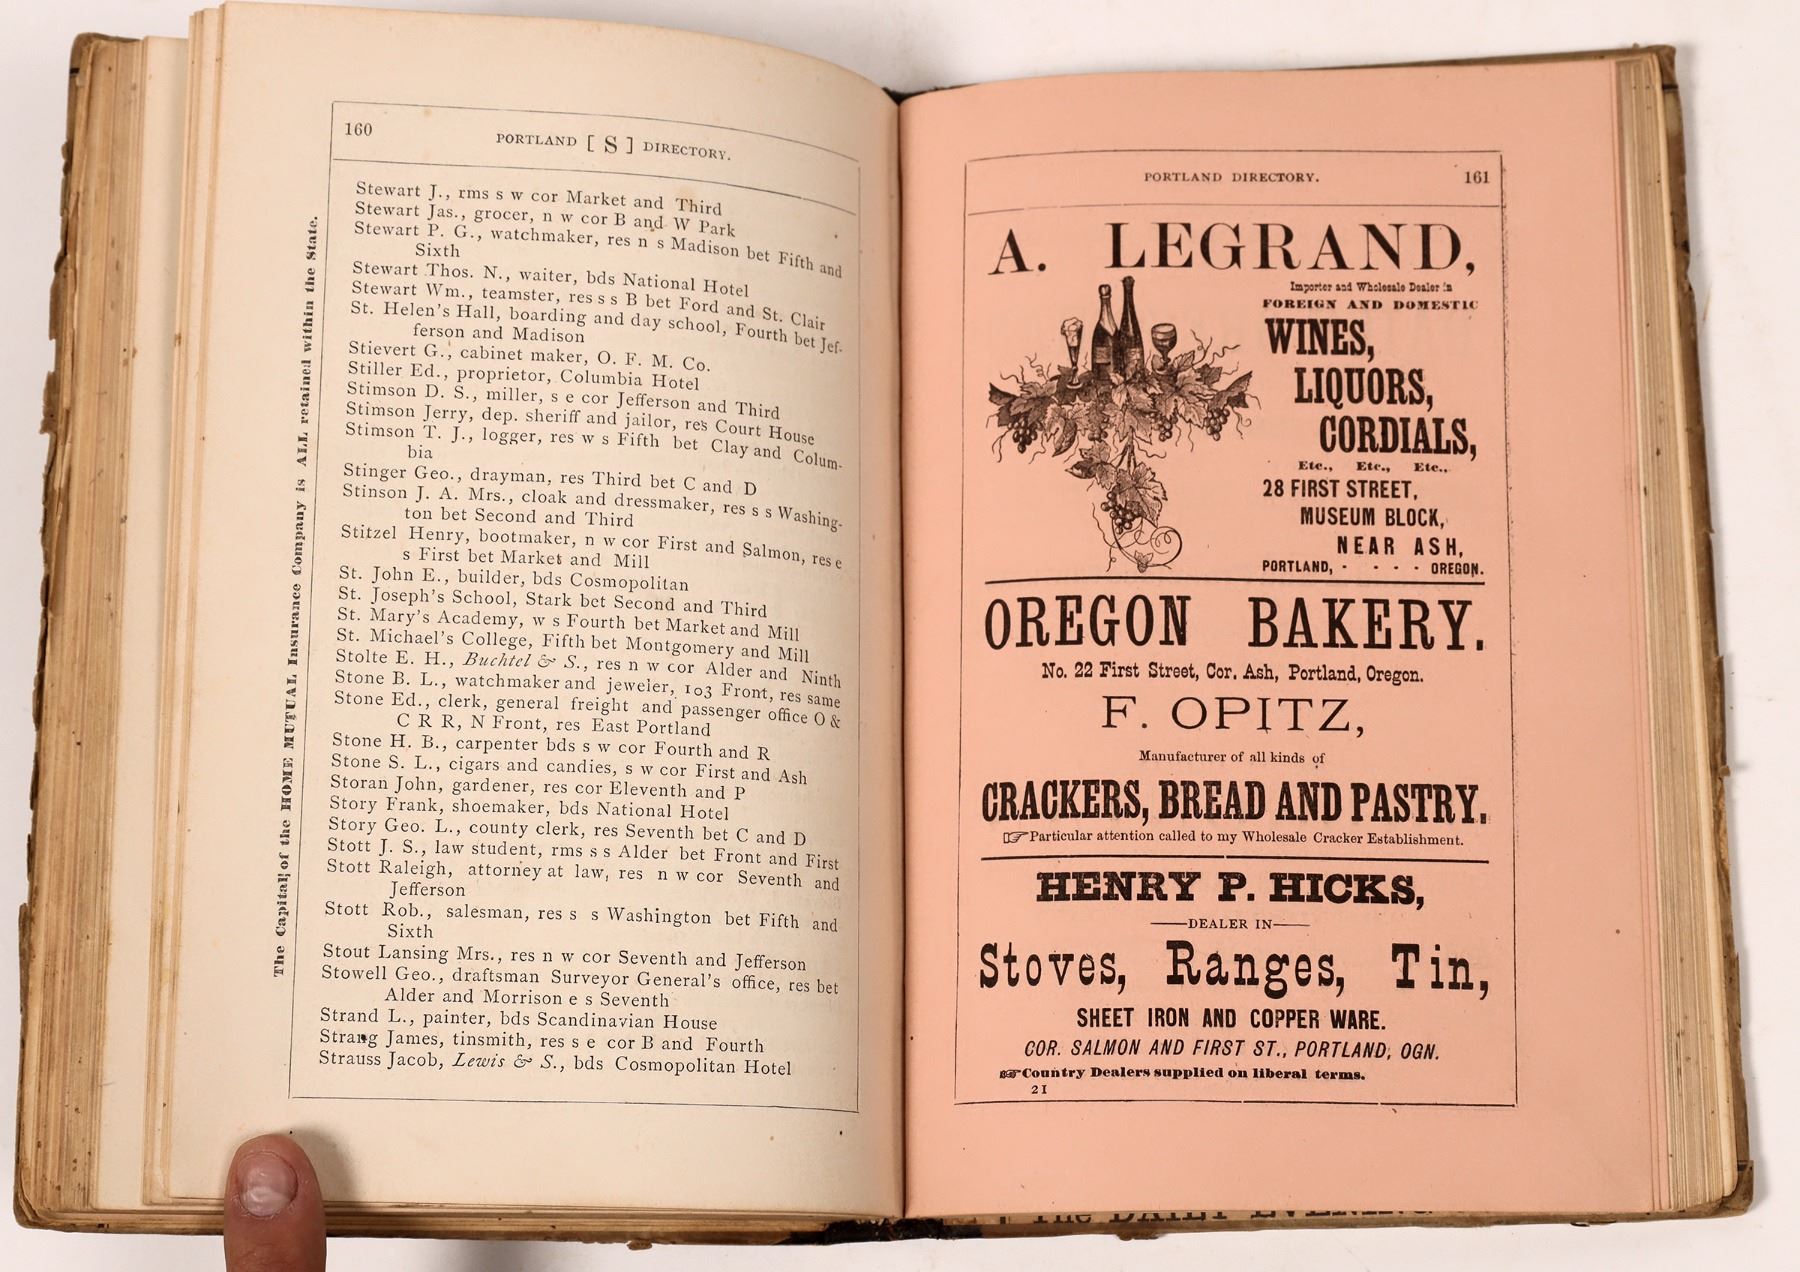 160
PORTLAND [ S ] DIRECTORY.
The Capital of the HOME MUTUAL Insurance Company is ALL retained within the State.
Stewart J., rms s w cor Market and Third
Stewart Jas., grocer, n w cor B and W Park
Stewart P. G., watchmaker, res n s Madison bet Fifth and
Sixth
Stewart Thos. N., waiter, bds National Hotel
Stewart Wm., teamster, res s s B bet Ford and St. Clair
St. Helen's Hall, boarding and day school, Fourth bet Jef-
ferson and Madison
Stievert G., cabinet maker, O. F. M. Co.
Stiller Ed., proprietor, Columbia Hotel
Stimson D. S., miller, s e cor Jefferson and Third
Stimson Jerry, dep. sheriff and jailor, res Court House
Stimson T. J., logger, res w s Fifth bet Clay and Colum-
bia
Stinger Geo., drayman, res Third bet C and D
Stinson J. A. Mrs., cloak and dressmaker, res s s Washing-
ton bet Second and Third
Stitzel Henry, bootmaker, n w cor First and Salmon, res e
s First bet Market and Mill
St. John E., builder, bds Cosmopolitan
St. Joseph's School, Stark bet Second and Third
St. Mary's Academy, w s Fourth bet Market and Mill
St. Michael's College, Fifth bet Montgomery and Mill
Stolte E. H., Buchtel & S., res n w cor Alder and Ninth
Stone B. L., watchmaker and jeweler, 103 Front, res same
Stone Ed., clerk, general freight and passenger office O &
C R R, N Front, res East Portland
Stone H. B., carpenter bds s w cor Fourth and R
Stone S. L., cigars and candies, s w cor First and Ash
Storan John, gardener, res cor Eleventh and P
Story Frank, shoemaker, bds National Hotel
Story Geo. L., county clerk, res Seventh bet C and D
Stott J. S., law student, rms s s Alder bet Front and First
Stott Raleigh, attorney at law, res n w cor Seventh and
Jefferson
Stott Rob., salesman, res s s Washington bet Fifth and
Sixth
Stout Lansing Mrs., res n w cor Seventh and Jefferson
Stowell Geo., draftsman Surveyor General's office, res bet
Alder and Morrison e s Seventh
Strand L., painter, bds Scandinavian House
Strang James, tinsmith, res s e cor B and Fourth
Strauss Jacob, Lewis & S., bds Cosmopolitan Hotel
PORTLAND DIRECTORY.
161
A. LEGRAND,
Importer and Wholesale Dealer in
FOREIGN AND DOMESTIC
WINES,
LIQUORS,
CORDIALS,
Etc., Etc., Etc.,
28 FIRST STREET,
MUSEUM BLOCK,
NEAR ASH,
PORTLAND, - - - - OREGON.
OREGON BAKERY.
No. 22 First Street, Cor. Ash, Portland, Oregon.
F. OPITZ,
Manufacturer of all kinds of
CRACKERS, BREAD AND PASTRY.
☞Particular attention called to my Wholesale Cracker Establishment.
HENRY P. HICKS,
—DEALER IN—
Stoves, Ranges, Tin,
SHEET IRON AND COPPER WARE.
COR. SALMON AND FIRST ST., PORTLAND, OGN.
☞Country Dealers supplied on liberal terms.
21
The DAILY EVENING